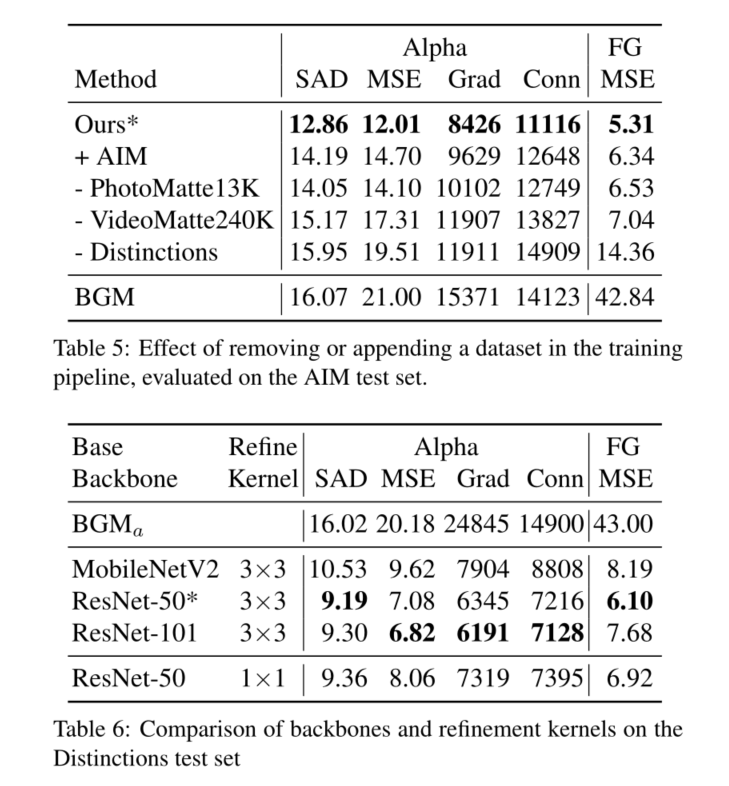 Alpha FG
Method SAD MSE Grad Conn MSE
Ours* 12.86 12.01 8426 11116 5.31
+ AIM 14.19 14.70 9629 12648 6.34
- PhotoMatte13K 14.05 14.10 10102 12749 6.53
- VideoMatte240K 15.17 17.31 11907 13827 7.04
- Distinctions 15.95 19.51 11911 14909 14.36
BGM 16.07 21.00 15371 14123 42.84
Table 5: Effect of removing or appending a dataset in the training
pipeline, evaluated on the AIM test set.
Base Refine Alpha FG
Backbone Kernel SAD MSE Grad Conn MSE
BGMₐ 16.02 20.18 24845 14900 43.00
MobileNetV2 3×3 10.53 9.62 7904 8808 8.19
ResNet-50* 3×3 9.19 7.08 6345 7216 6.10
ResNet-101 3×3 9.30 6.82 6191 7128 7.68
ResNet-50 1×1 9.36 8.06 7319 7395 6.92
Table 6: Comparison of backbones and refinement kernels on the
Distinctions test set